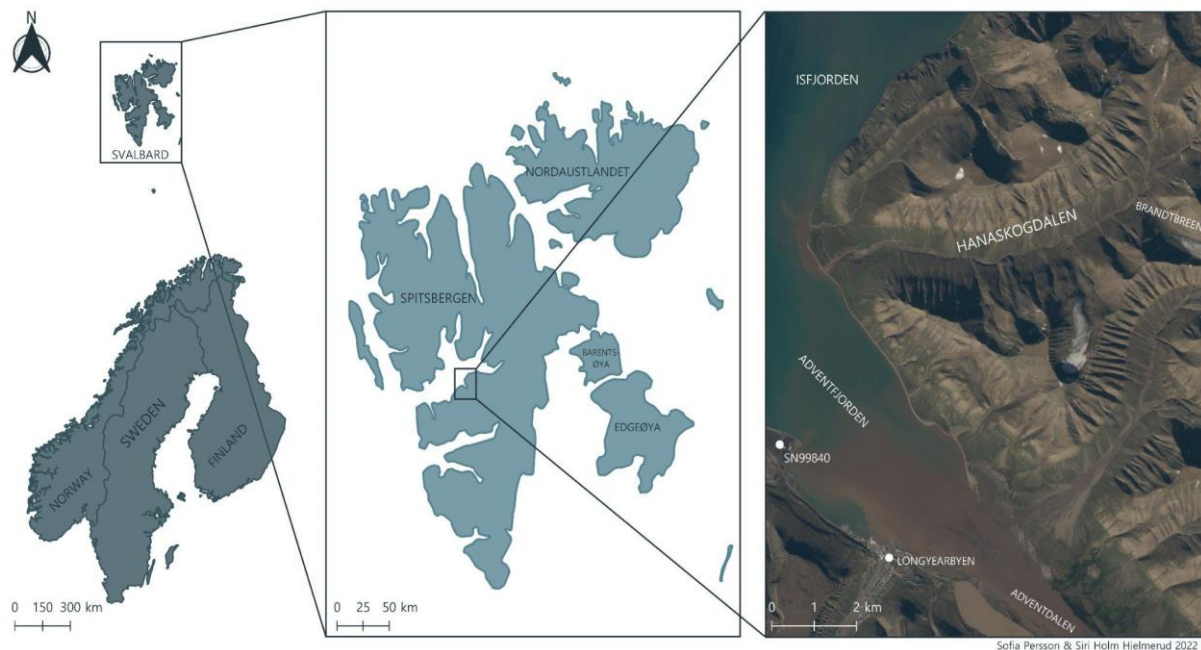 N
SVALBARD
NORWAY
SWEDEN
FINLAND
0 150 300 km
NORDAUSTLANDET
SPITSBERGEN
BARENTS-
ØYA
EDGEØYA
0 25 50 km
ISFJORDEN
HANASKOGDALEN
BRANDTBREEN
ADVENTFJORDEN
SN99840
LONGYEARBYEN
ADVENTDALEN
0 1 2 km
Sofia Persson & Siri Holm Hjelmerud 2022